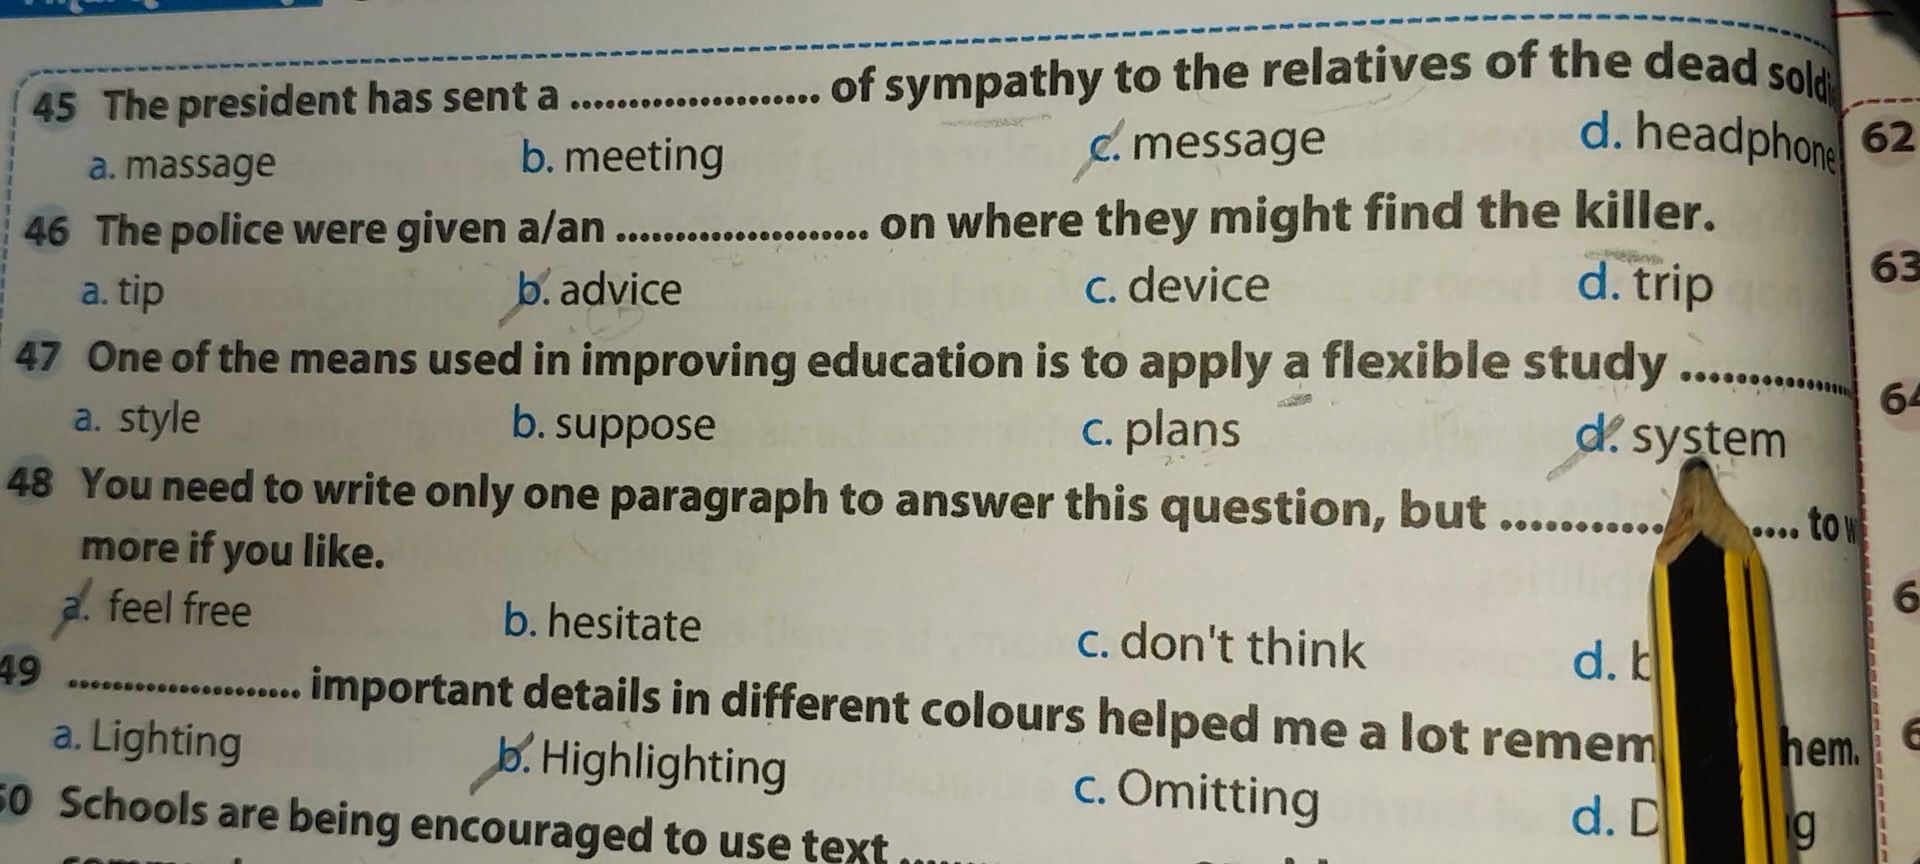 45 The president has sent a .................... of sympathy to the relatives of the dead
a. massage b. meeting c. message d. headphone
62
46 The police were given a/an .................... on where they might find the killer.
a. tip b. advice c. device d. trip
63
47 One of the means used in improving education is to apply a flexible study ...............
a. style b. suppose c. plans d. system
48 You need to write only one paragraph to answer this question, but .................... to
more if you like.
a. feel free b. hesitate c. don't think d.
49 .................... important details in different colours helped me a lot
a. Lighting b. Highlighting c. Omitting d.
50 Schools are being encouraged to use text ......